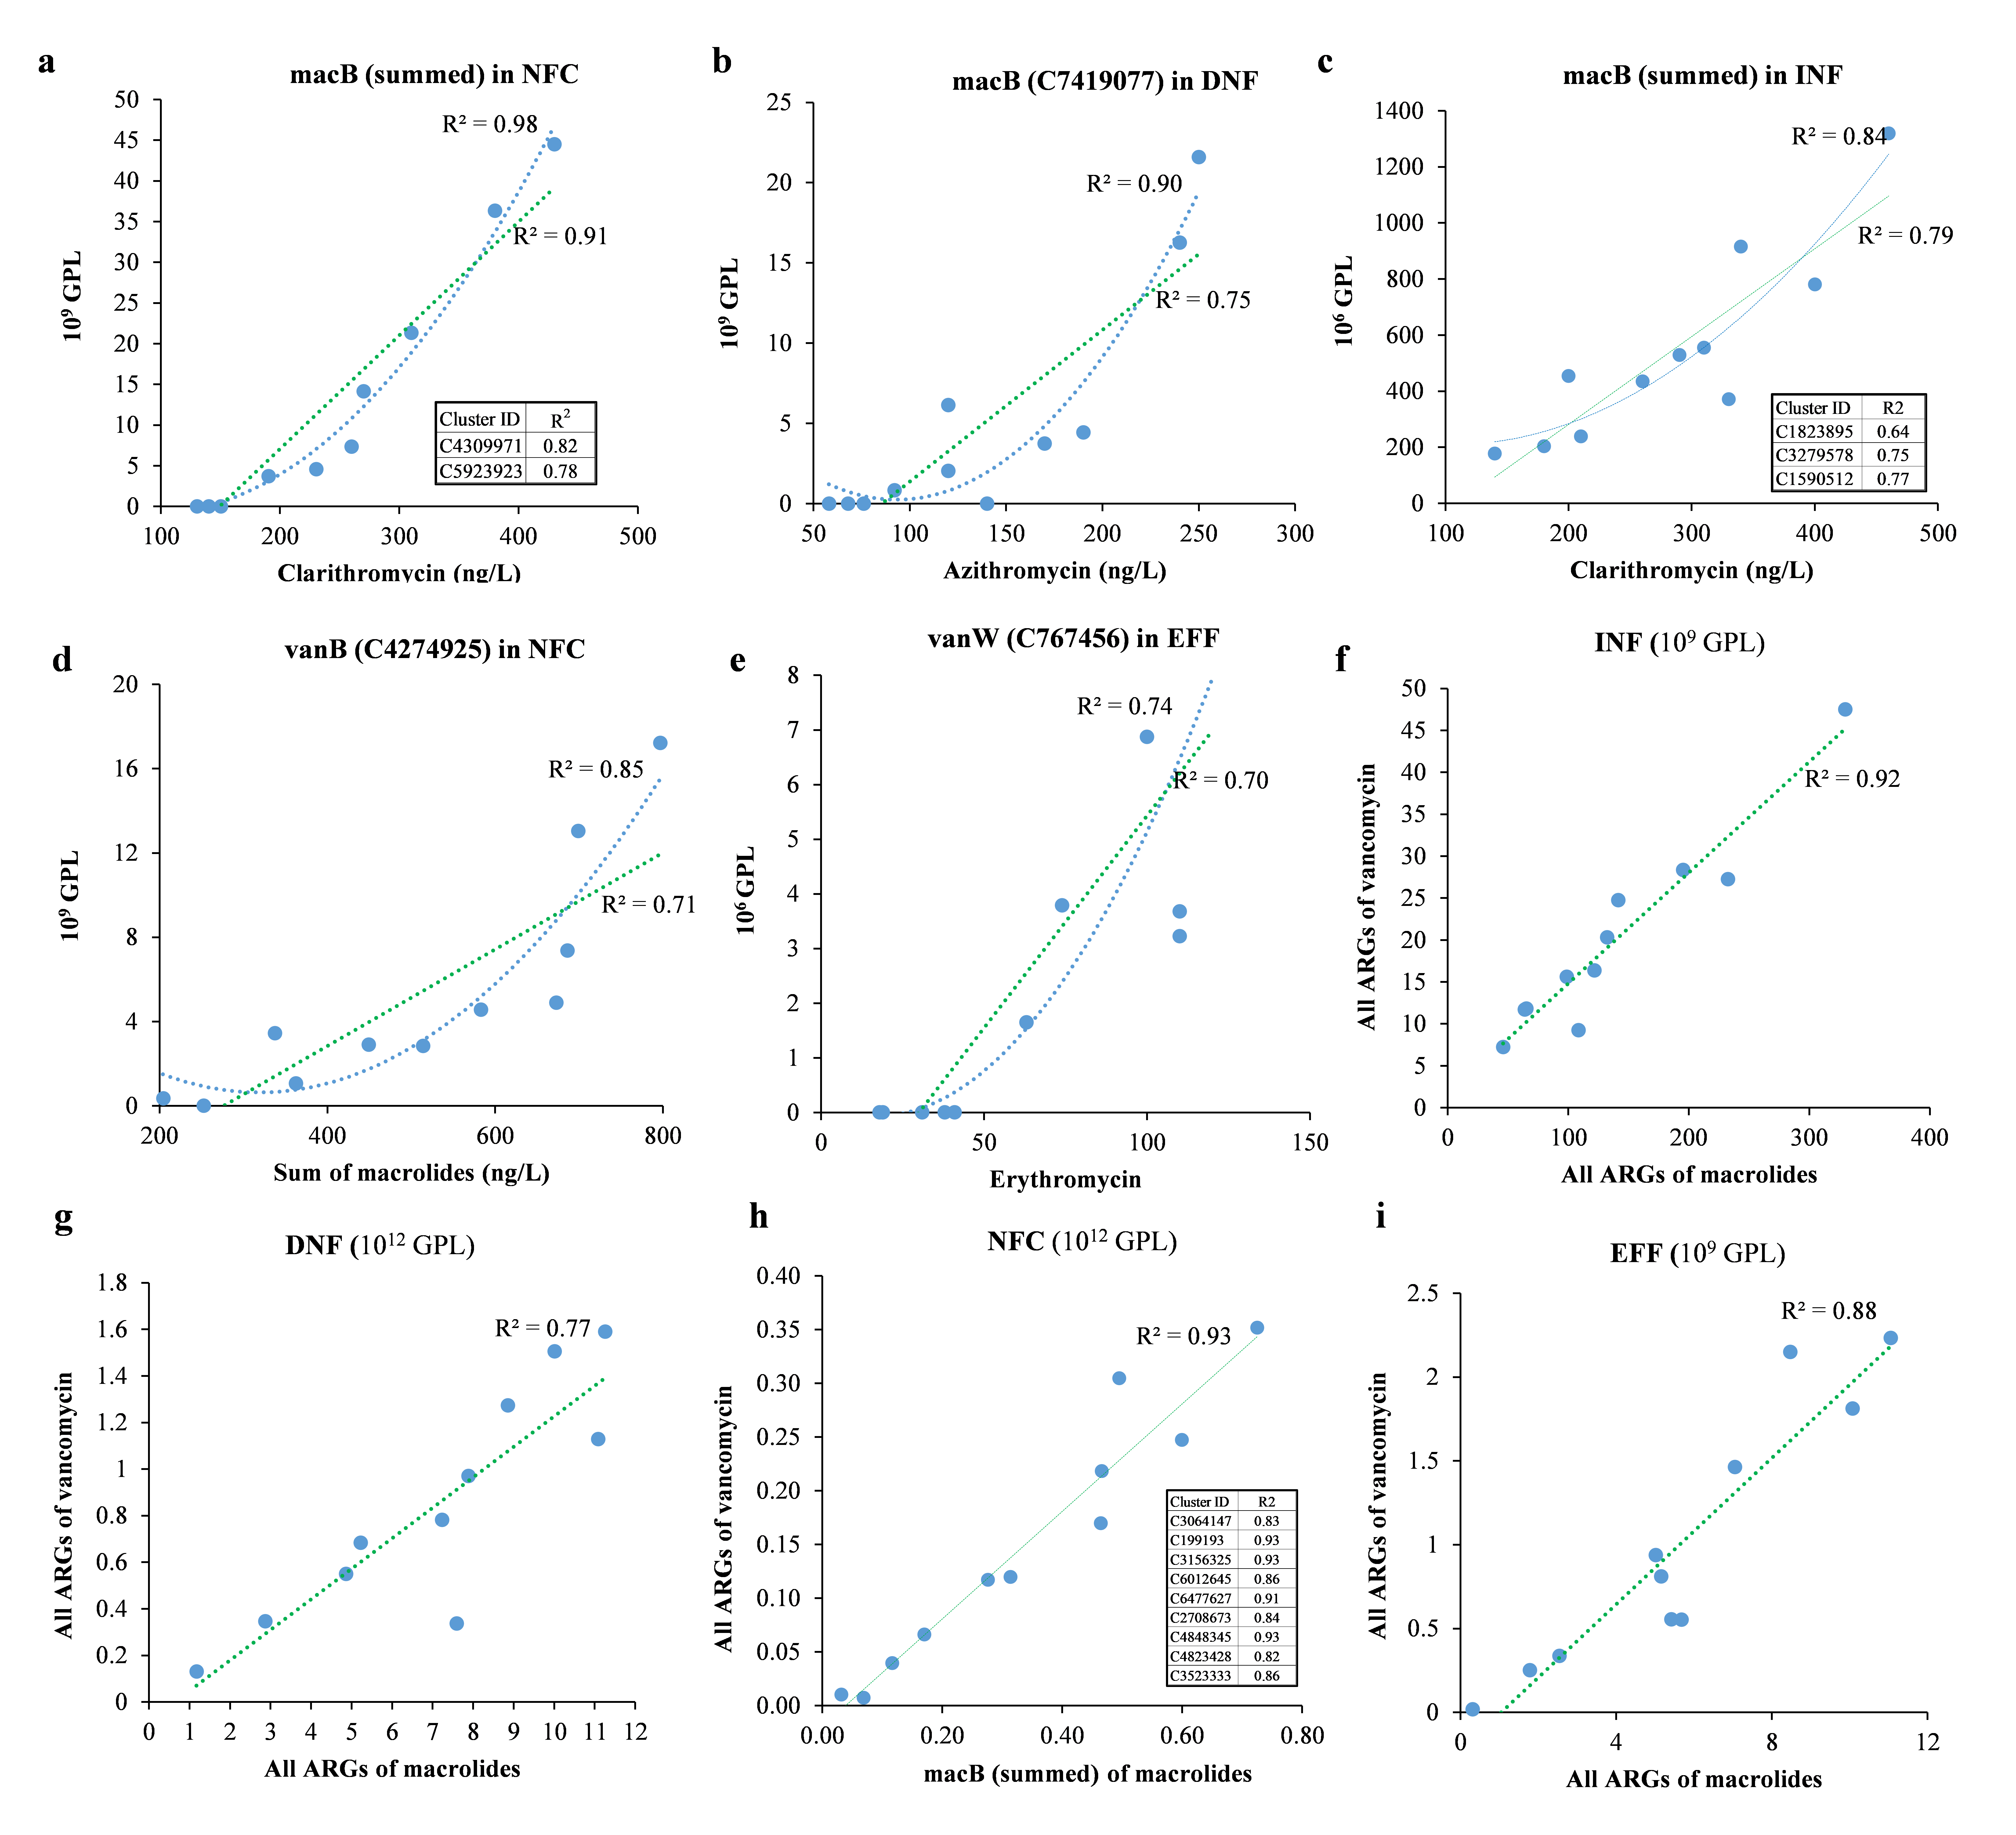 a
macB (summed) in NFC
50
45
40
35
30
25
20
15
10
5
0
10⁹ GPL
R² = 0.98
R² = 0.91
Cluster ID R²
C4309971 0.82
C5923923 0.78
100 200 300 400 500
Clarithromycin (ng/L)
b
macB (C7419077) in DNF
25
20
15
10
5
0
10⁹ GPL
R² = 0.90
R² = 0.75
50 100 150 200 250 300
Azithromycin (ng/L)
c
macB (summed) in INF
1400
1200
1000
800
600
400
200
0
10⁶ GPL
R² = 0.84
R² = 0.79
Cluster ID R2
C1823895 0.64
C3279578 0.75
C1590512 0.77
100 200 300 400 500
Clarithromycin (ng/L)
d
vanB (C4274925) in NFC
20
16
12
8
4
0
10⁹ GPL
R² = 0.85
R² = 0.71
200 400 600 800
Sum of macrolides (ng/L)
e
vanW (C767456) in EFF
8
7
6
5
4
3
2
1
0
10⁶ GPL
R² = 0.74
R² = 0.70
0 50 100 150
Erythromycin
f
INF (10⁹ GPL)
50
45
40
35
30
25
20
15
10
5
0
All ARGs of vancomycin
R² = 0.92
0 100 200 300 400
All ARGs of macrolides
g
DNF (10¹² GPL)
1.8
1.6
1.4
1.2
1
0.8
0.6
0.4
0.2
0
All ARGs of vancomycin
R² = 0.77
0 1 2 3 4 5 6 7 8 9 10 11 12
All ARGs of macrolides
h
NFC (10¹² GPL)
0.40
0.35
0.30
0.25
0.20
0.15
0.10
0.05
0.00
All ARGs of vancomycin
R² = 0.93
Cluster ID R2
C3064147 0.83
C199193 0.93
C3156325 0.93
C6012645 0.86
C6477627 0.91
C2708673 0.84
C4848345 0.93
C4823428 0.82
C3523333 0.86
0.00 0.20 0.40 0.60 0.80
macB (summed) of macrolides
i
EFF (10⁹ GPL)
2.5
2
1.5
1
0.5
0
All ARGs of vancomycin
R² = 0.88
0 4 8 12
All ARGs of macrolides